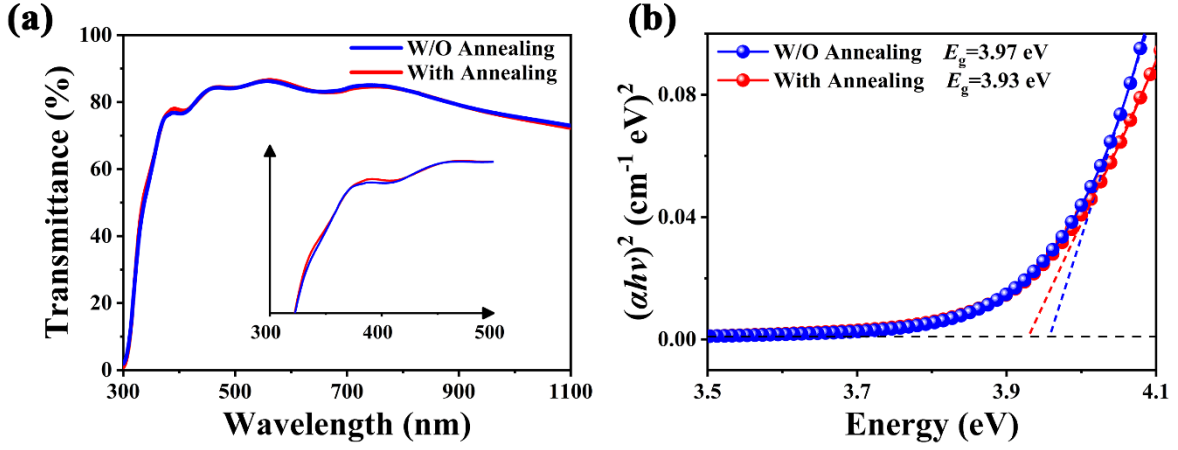 (a)
100
80
60
40
20
0
Transmittance (%)
W/O Annealing
With Annealing
300
400
500
300
500
700
900
1100
Wavelength (nm)
(b)
0.08
0.04
0.00
(αhν)² (cm⁻¹ eV)²
W/O Annealing Eg=3.97 eV
With Annealing Eg=3.93 eV
3.5
3.7
3.9
4.1
Energy (eV)